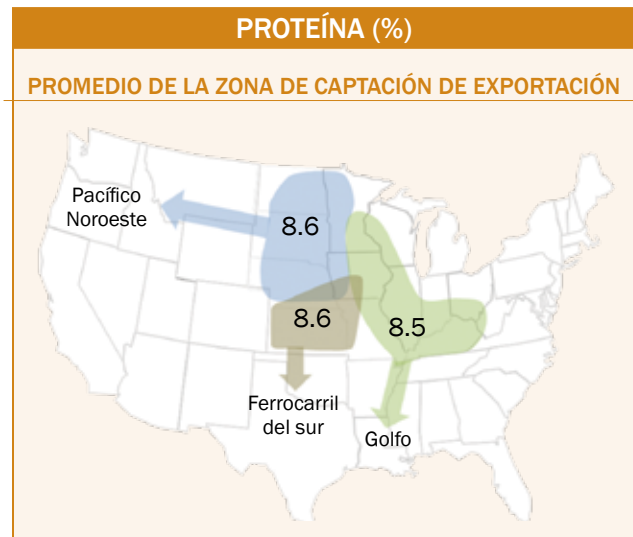 PROTEÍNA (%)
PROMEDIO DE LA ZONA DE CAPTACIÓN DE EXPORTACIÓN
Pacífico
Noroeste
8.6
8.6
8.5
Ferrocarril
del sur
Golfo